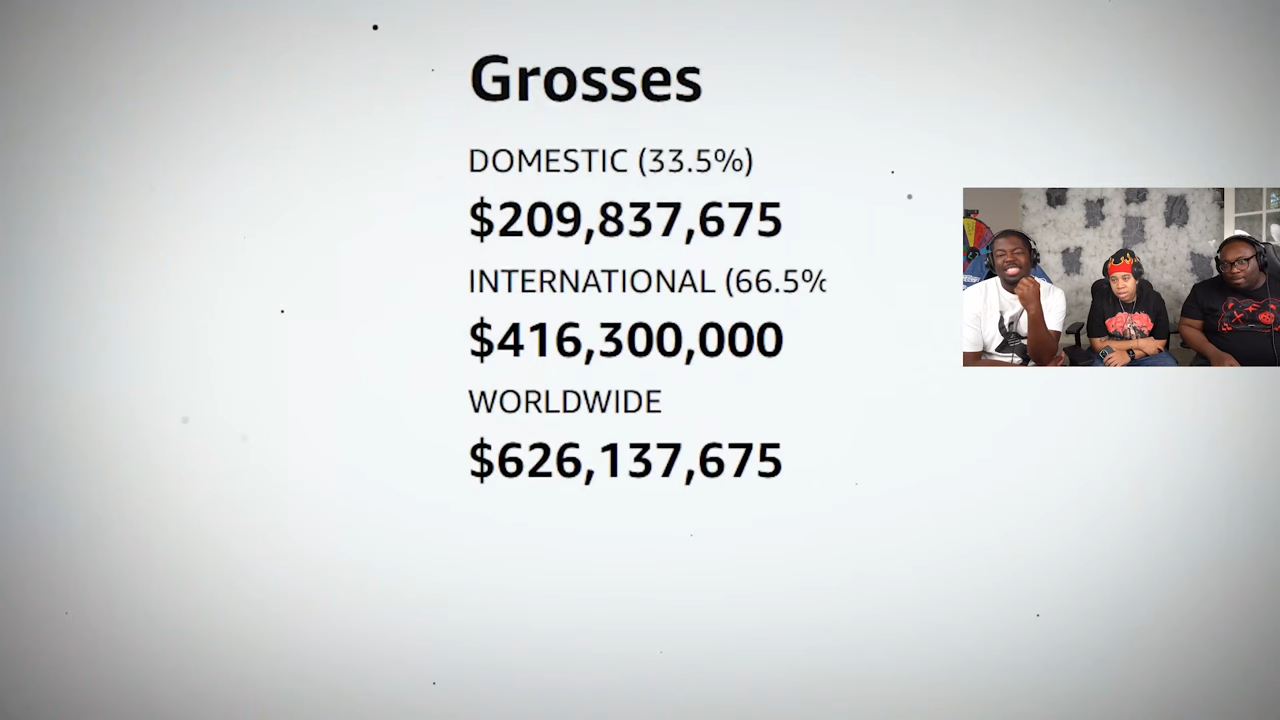 Grosses
DOMESTIC (33.5%)
$209,837,675
INTERNATIONAL (66.5%
$416,300,000
WORLDWIDE
$626,137,675